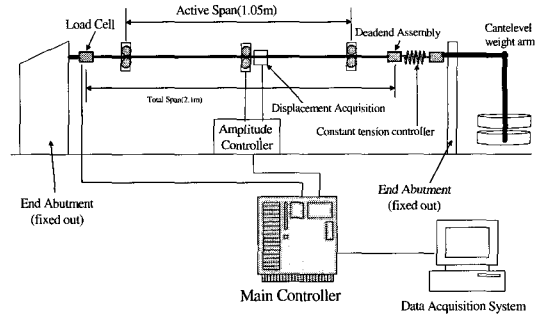 Active Span(1.05m)
Load Cell
Deadend Assembly
Cantelevel
weight arm
Total Span(2.1m)
Displacement Acquisition
Constant tension controller
Amplitude
Controller
End Abutment
(fixed out)
End Abutment
(fixed out)
Main Controller
Data Acquisition System